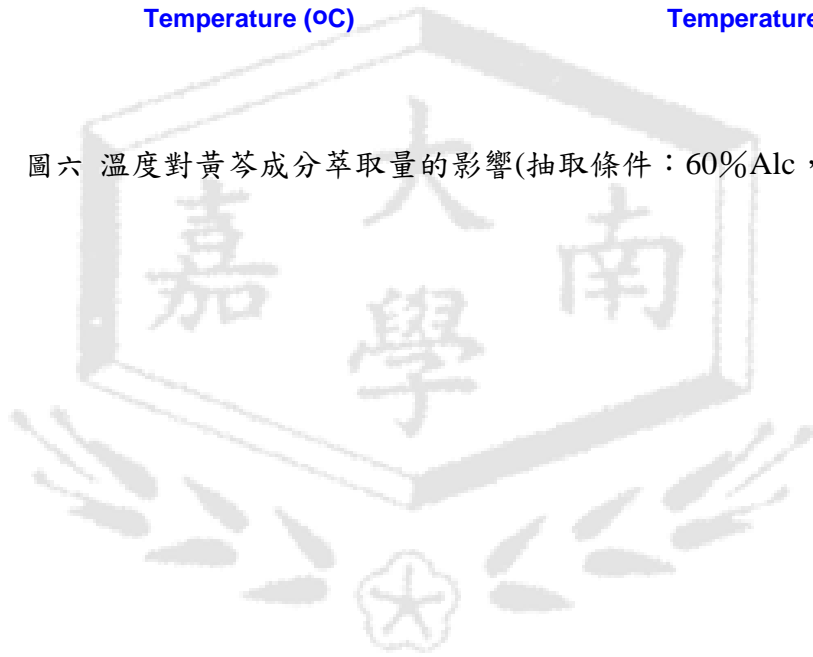 Temperature (oC) Temperature
圖六 溫度對黃芩成分萃取量的影響(抽取條件：60%Alc，
大
嘉 南
學